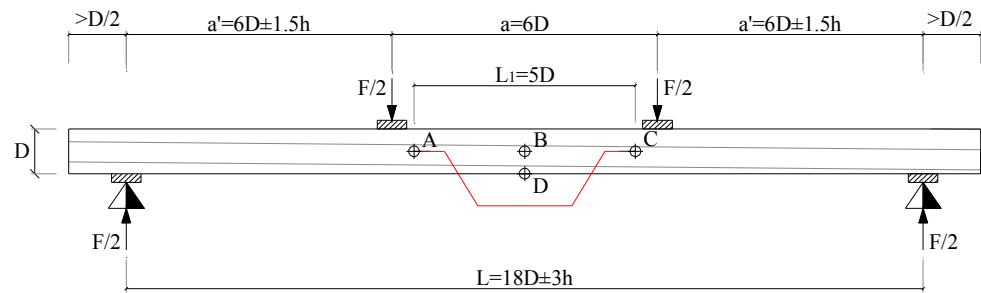 >D/2 a'=6D±1.5h a=6D a'=6D±1.5h >D/2
L1=5D
F/2 F/2
A B C
D
D
F/2 F/2
L=18D±3h